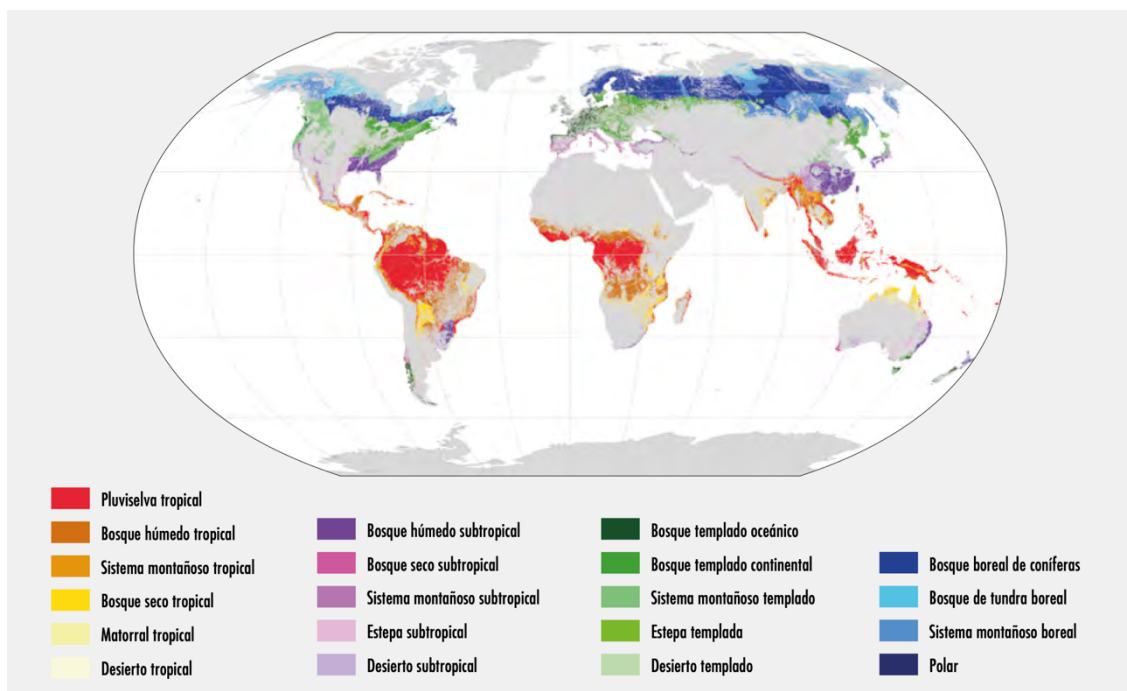 Pluviselva tropical
Bosque húmedo tropical
Sistema montañoso tropical
Bosque seco tropical
Matorral tropical
Desierto tropical
Bosque húmedo subtropical
Bosque seco subtropical
Sistema montañoso subtropical
Estepa subtropical
Desierto subtropical
Bosque templado oceánico
Bosque templado continental
Sistema montañoso templado
Estepa templada
Desierto templado
Bosque boreal de coníferas
Bosque de tundra boreal
Sistema montañoso boreal
Polar